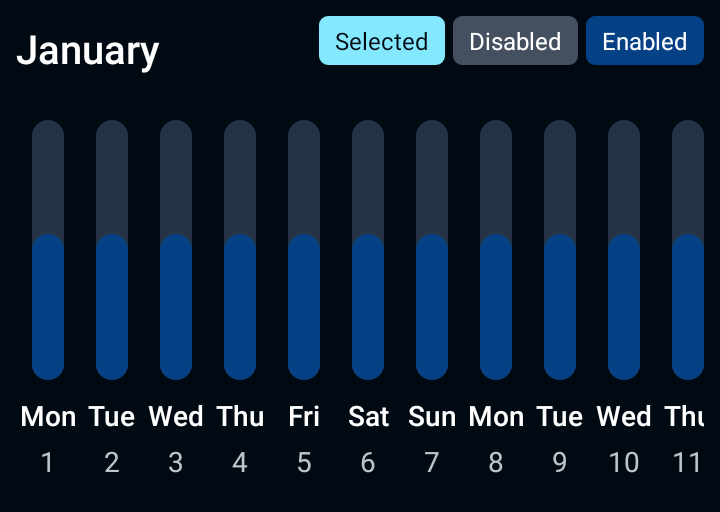 January
Selected Disabled Enabled
Mon Tue Wed Thu Fri Sat Sun Mon Tue Wed Thu
1 2 3 4 5 6 7 8 9 10 11